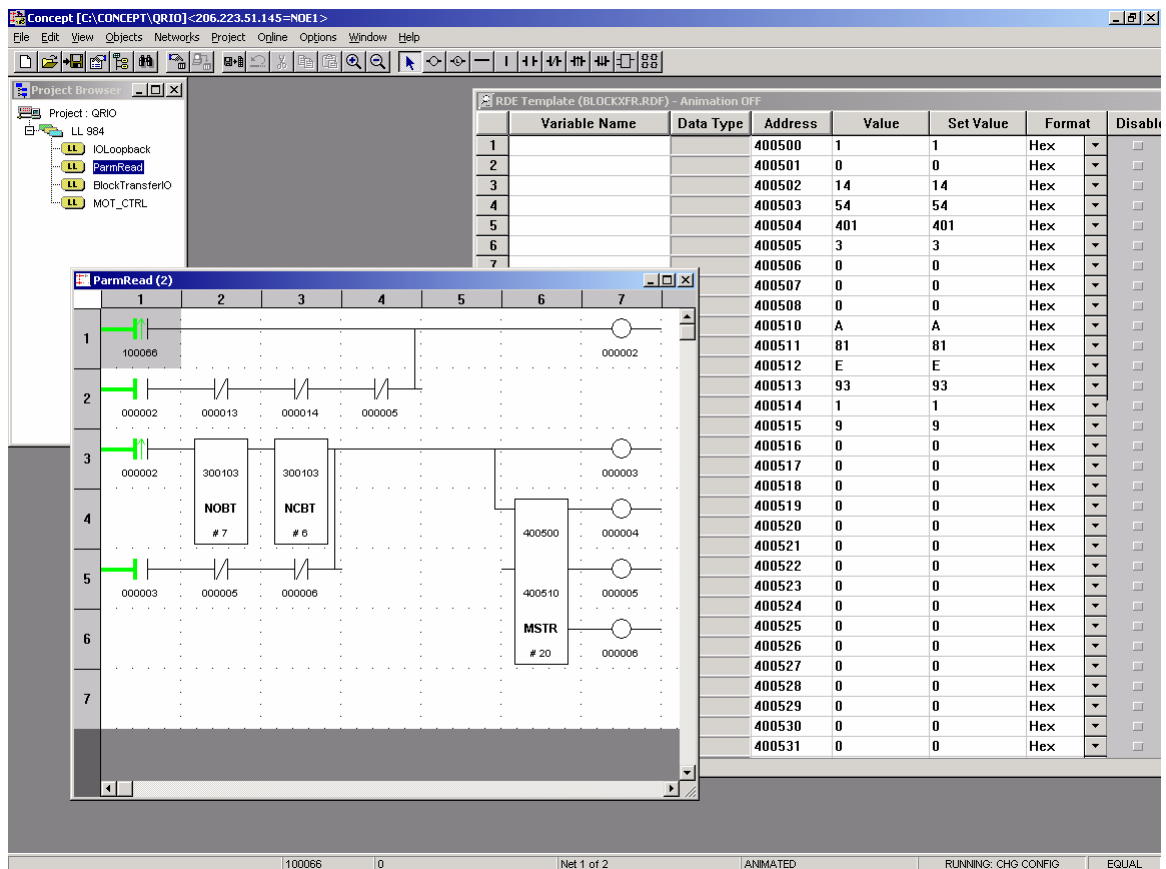 Concept [C:\CONCEPT\QRIO]<206.223.51.145=NOE1>
File Edit View Objects Networks Project Online Options Window Help
Project Browser
Project : QRIO
LL 984
LL IOLoopback
LL ParmRead
LL BlockTransferIO
LL MOT_CTRL
RDE Template (BLOCKXFR.RDF) - Animation OFF
Variable Name Data Type Address Value Set Value Format Disable
1 400500 1 1 Hex
2 400501 0 0 Hex
3 400502 14 14 Hex
4 400503 54 54 Hex
5 400504 401 401 Hex
6 400505 3 3 Hex
7 400506 0 0 Hex
400507 0 0 Hex
400508 0 0 Hex
400510 A A Hex
400511 81 81 Hex
400512 E E Hex
400513 93 93 Hex
400514 1 1 Hex
400515 9 9 Hex
400516 0 0 Hex
400517 0 0 Hex
400518 0 0 Hex
400519 0 0 Hex
400520 0 0 Hex
400521 0 0 Hex
400522 0 0 Hex
400523 0 0 Hex
400524 0 0 Hex
400525 0 0 Hex
400526 0 0 Hex
400527 0 0 Hex
400528 0 0 Hex
400529 0 0 Hex
400530 0 0 Hex
400531 0 0 Hex
ParmRead (2)
1 2 3 4 5 6 7
1
100066 000002
2
000002 000013 000014 000005
3
000002 300103 300103 000003
NOBT NCBT
4
# 7 # 6 400500 000004
5
000003 000005 000006 400510 000005
6
MSTR
# 20 000006
7
100066 0 Net 1 of 2 ANIMATED RUNNING: CHG CONFIG EQUAL